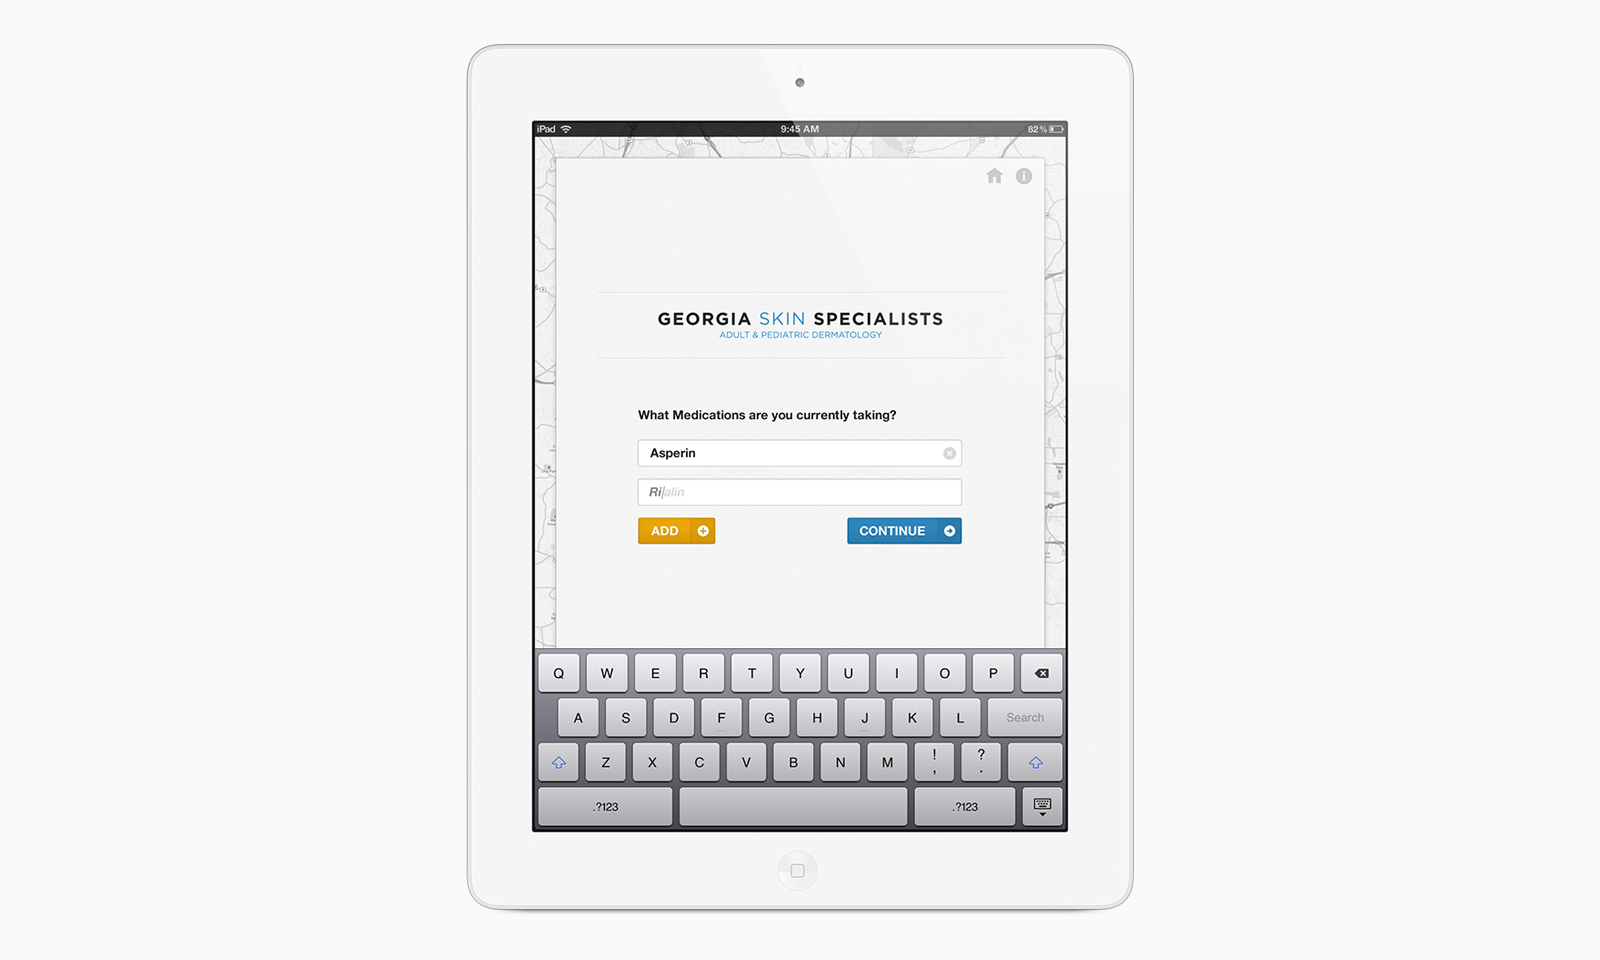 iPad 9:45 AM 82%
GEORGIA SKIN SPECIALISTS
ADULT & PEDIATRIC DERMATOLOGY
What Medications are you currently taking?
Asperin
Rialin
ADD CONTINUE
Q W E R T Y U I O P
A S D F G H J K L Search
Z X C V B N M ! , ? .
.?123 .?123